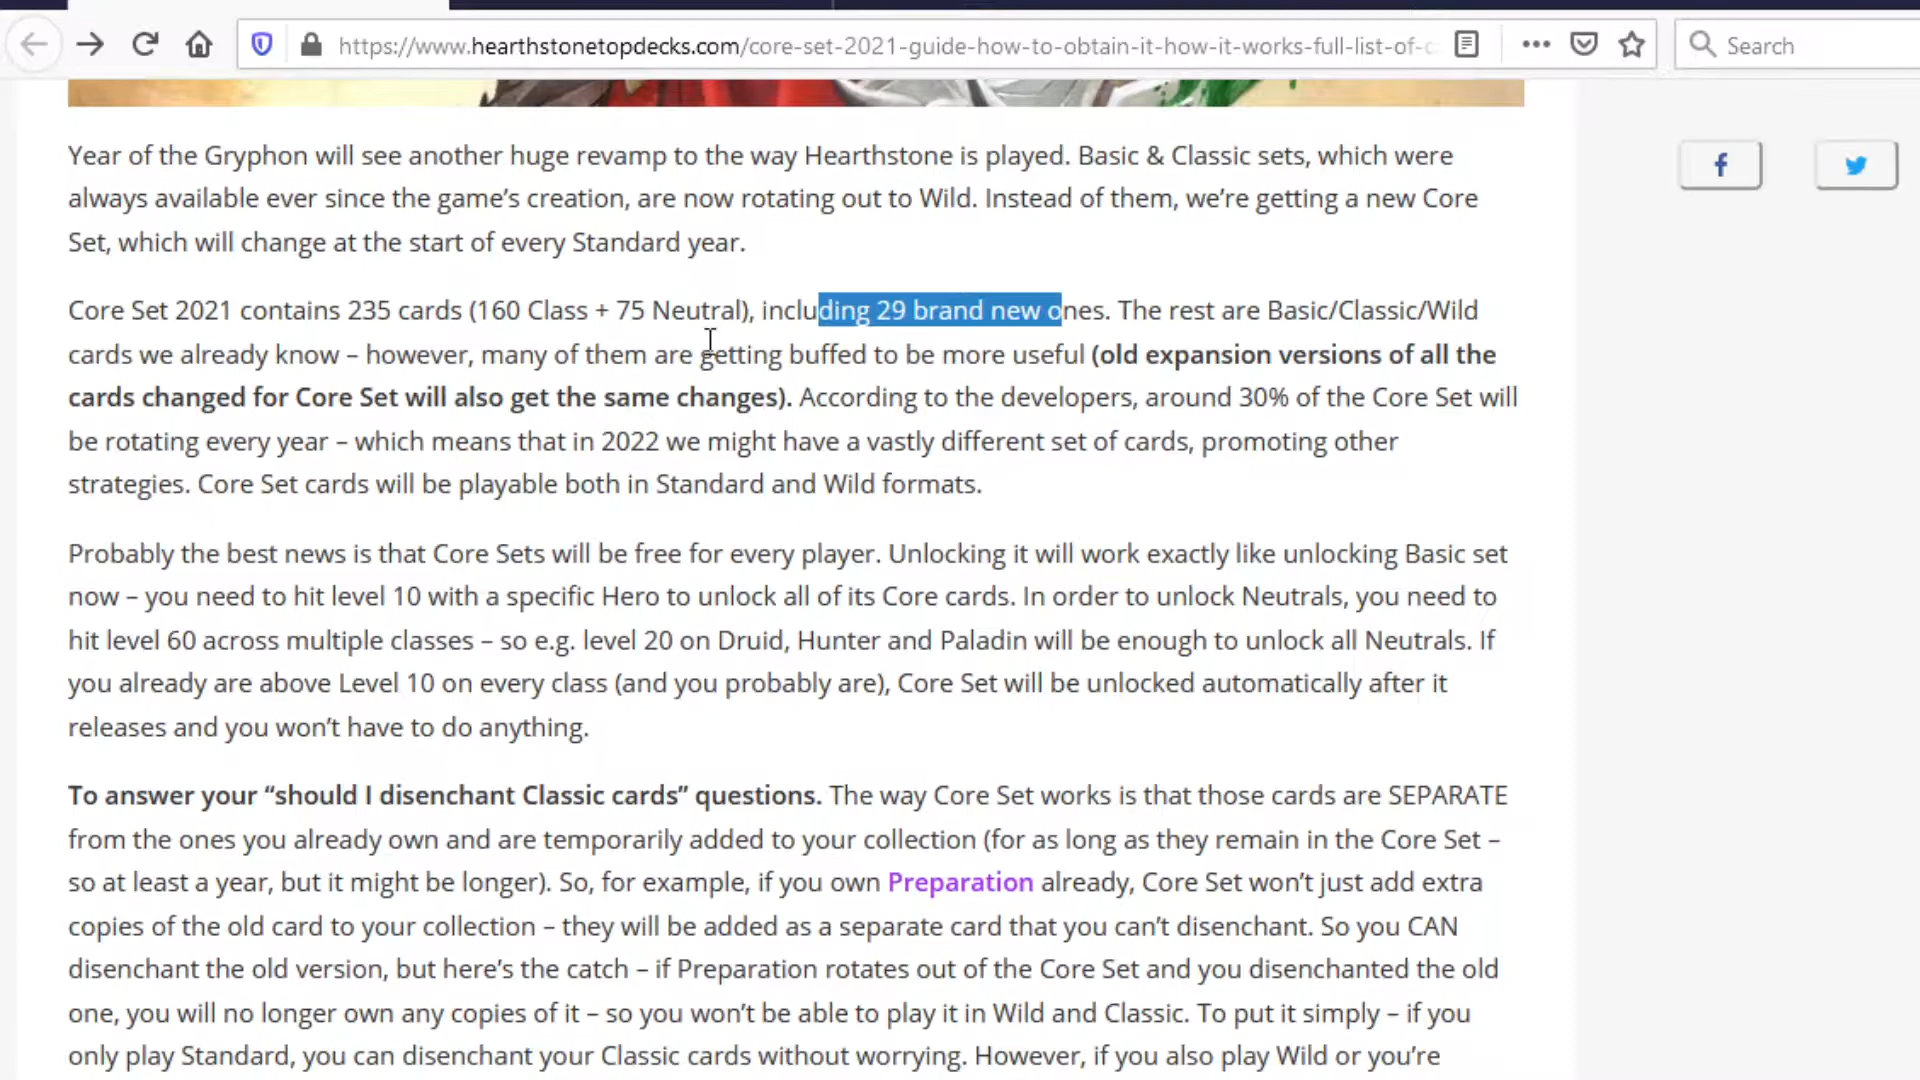 https://www.hearthstonetopdecks.com/core-set-2021-guide-how-to-obtain-it-how-it-works-full-list-of-c
Search
Year of the Gryphon will see another huge revamp to the way Hearthstone is played. Basic & Classic sets, which were
always available ever since the game’s creation, are now rotating out to Wild. Instead of them, we’re getting a new Core
Set, which will change at the start of every Standard year.
Core Set 2021 contains 235 cards (160 Class + 75 Neutral), including 29 brand new ones. The rest are Basic/Classic/Wild
cards we already know – however, many of them are getting buffed to be more useful (old expansion versions of all the
cards changed for Core Set will also get the same changes). According to the developers, around 30% of the Core Set will
be rotating every year – which means that in 2022 we might have a vastly different set of cards, promoting other
strategies. Core Set cards will be playable both in Standard and Wild formats.
Probably the best news is that Core Sets will be free for every player. Unlocking it will work exactly like unlocking Basic set
now – you need to hit level 10 with a specific Hero to unlock all of its Core cards. In order to unlock Neutrals, you need to
hit level 60 across multiple classes – so e.g. level 20 on Druid, Hunter and Paladin will be enough to unlock all Neutrals. If
you already are above Level 10 on every class (and you probably are), Core Set will be unlocked automatically after it
releases and you won’t have to do anything.
To answer your “should I disenchant Classic cards” questions. The way Core Set works is that those cards are SEPARATE
from the ones you already own and are temporarily added to your collection (for as long as they remain in the Core Set –
so at least a year, but it might be longer). So, for example, if you own Preparation already, Core Set won’t just add extra
copies of the old card to your collection – they will be added as a separate card that you can’t disenchant. So you CAN
disenchant the old version, but here’s the catch – if Preparation rotates out of the Core Set and you disenchanted the old
one, you will no longer own any copies of it – so you won’t be able to play it in Wild and Classic. To put it simply – if you
only play Standard, you can disenchant your Classic cards without worrying. However, if you also play Wild or you’re